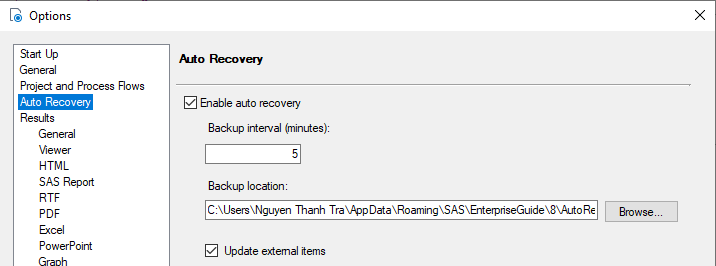 Options
Start Up
General
Project and Process Flows
Auto Recovery
Results
General
Viewer
HTML
SAS Report
RTF
PDF
Excel
PowerPoint
Graph
Auto Recovery
Enable auto recovery
Backup interval (minutes):
5
Backup location:
C:\Users\Nguyen Thanh Tra\AppData\Roaming\SAS\EnterpriseGuide\8\AutoRe
Browse...
Update external items